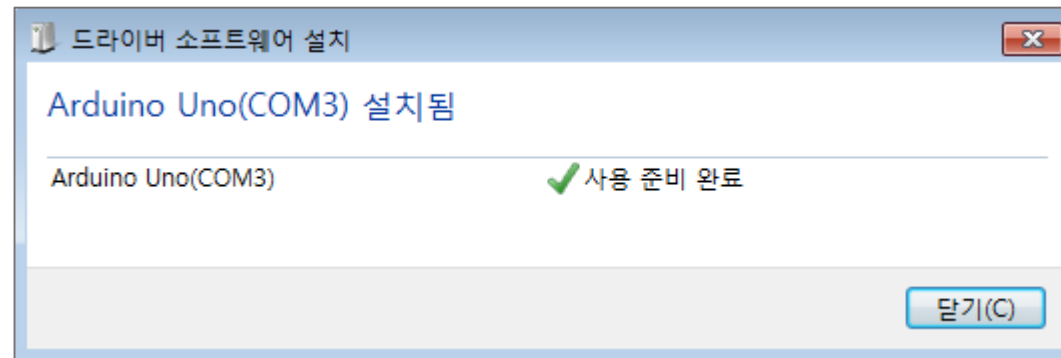 드라이버 소프트웨어 설치
Arduino Uno(COM3) 설치됨
Arduino Uno(COM3) 사용 준비 완료
닫기(C)